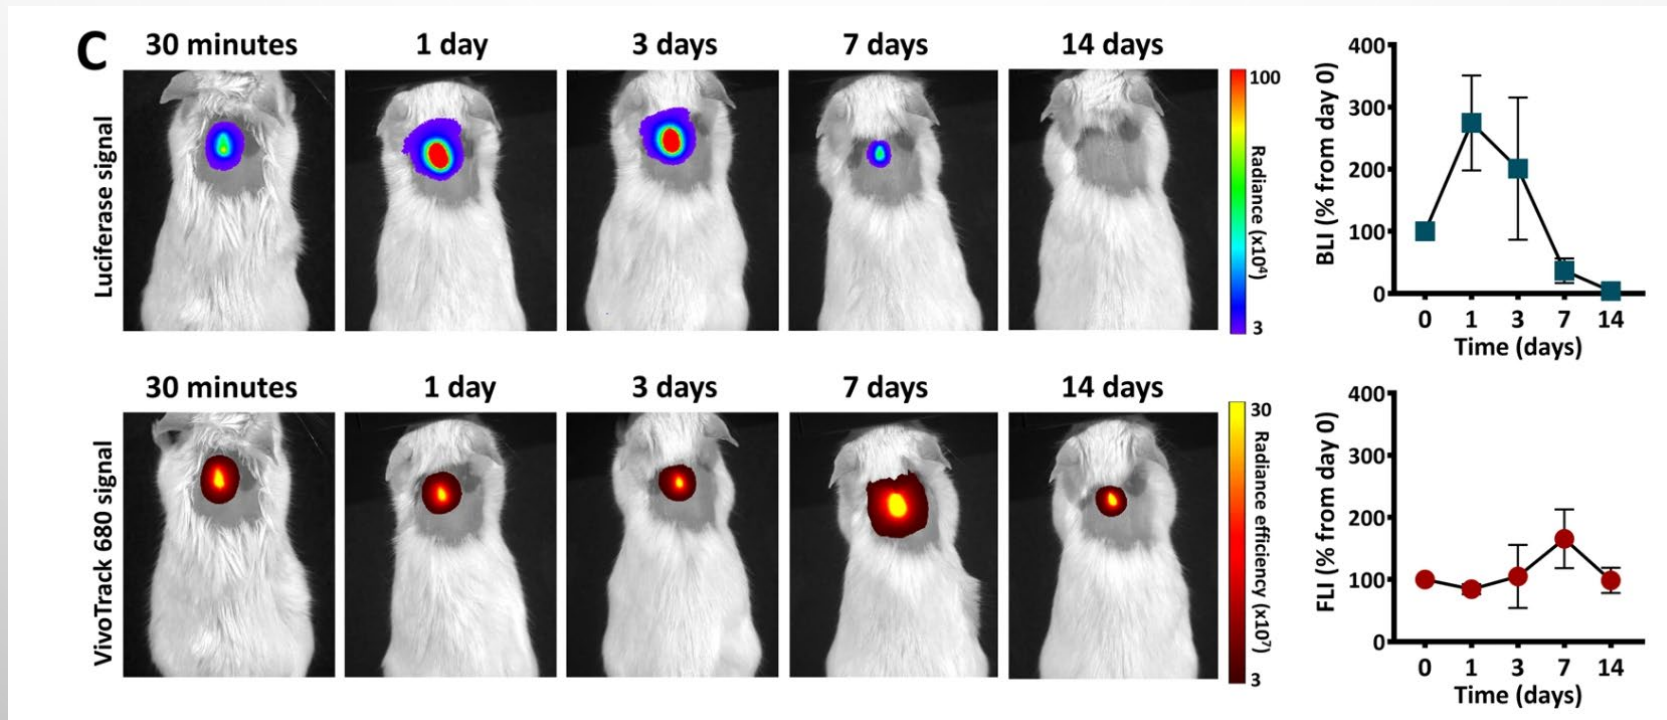 C
30 minutes
1 day
3 days
7 days
14 days
Luciferase signal
100
Radiance (x10⁴)
3
BLI (% from day 0)
400
300
200
100
0
0 1 3 7 14
Time (days)
30 minutes
1 day
3 days
7 days
14 days
VivoTrack 680 signal
30
Radiance efficiency (x10⁷)
3
FLI (% from day 0)
400
300
200
100
0
0 1 3 7 14
Time (days)